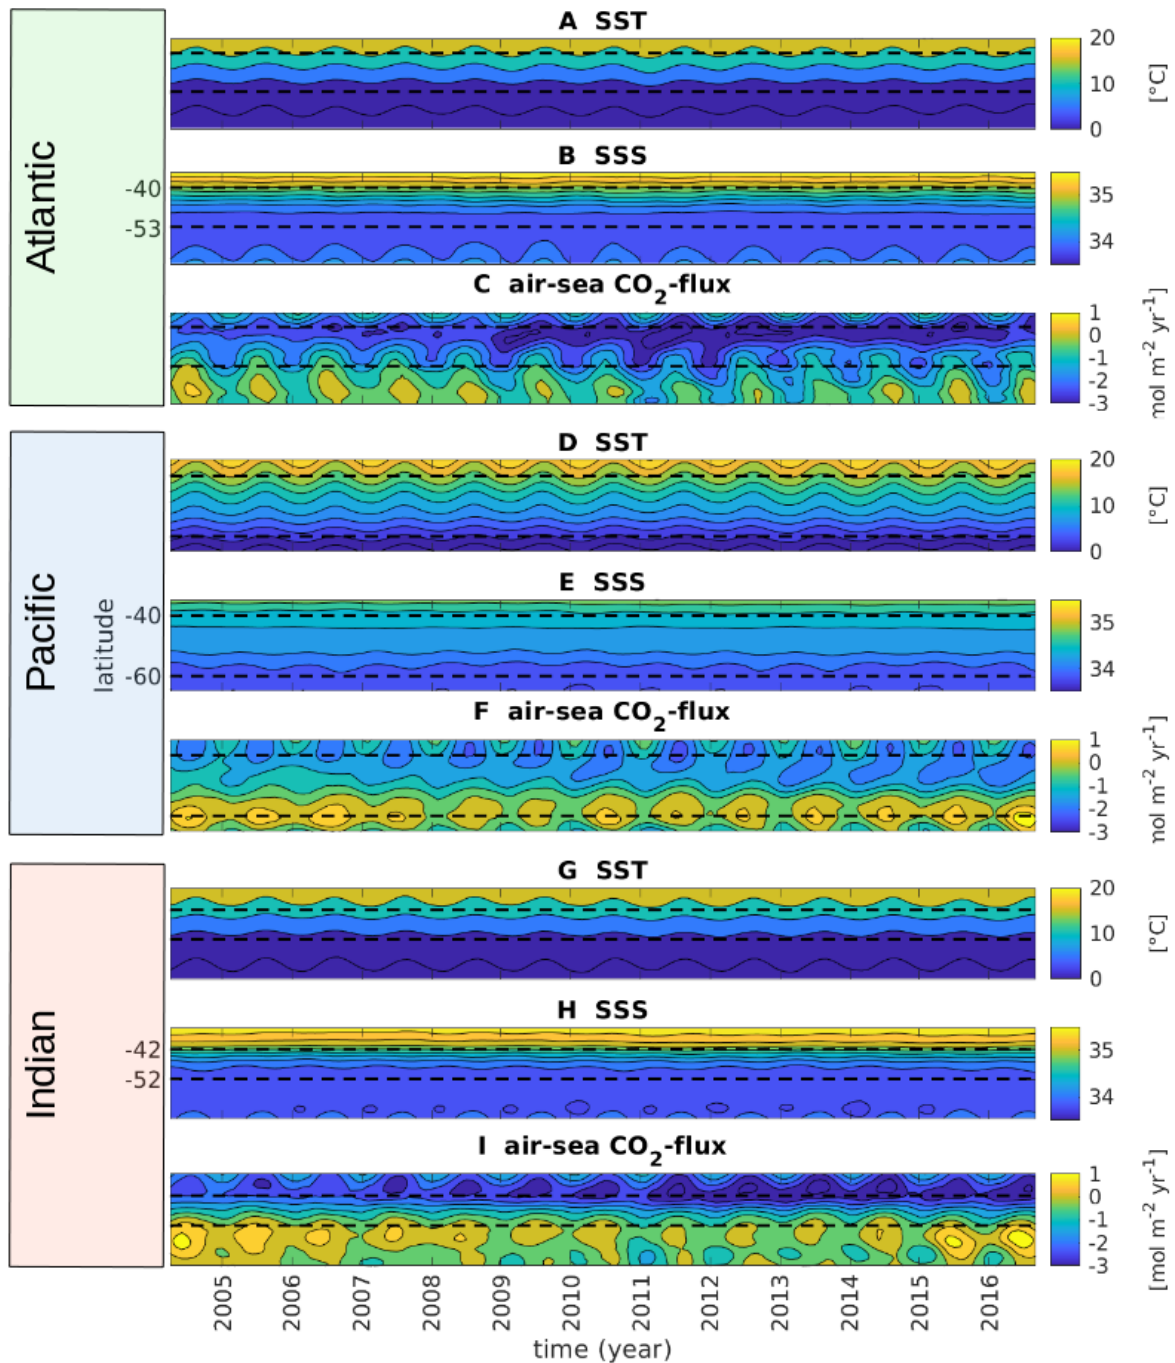 Atlantic
A SST
20
10
0
[°C]
B SSS
-40
-53
35
34
C air-sea CO2-flux
1
0
-1
-2
-3
mol m-2 yr-1)
Pacific
latitude
D SST
20
10
0
[°C]
E SSS
-40
-60
35
34
F air-sea CO2-flux
1
0
-1
-2
-3
mol m-2 yr-1)
Indian
G SST
20
10
0
[°C]
H SSS
-42
-52
35
34
I air-sea CO2-flux
1
0
-1
-2
-3
[mol m-2 yr-1]
2005 2006 2007 2008 2009 2010 2011 2012 2013 2014 2015 2016
time (year)